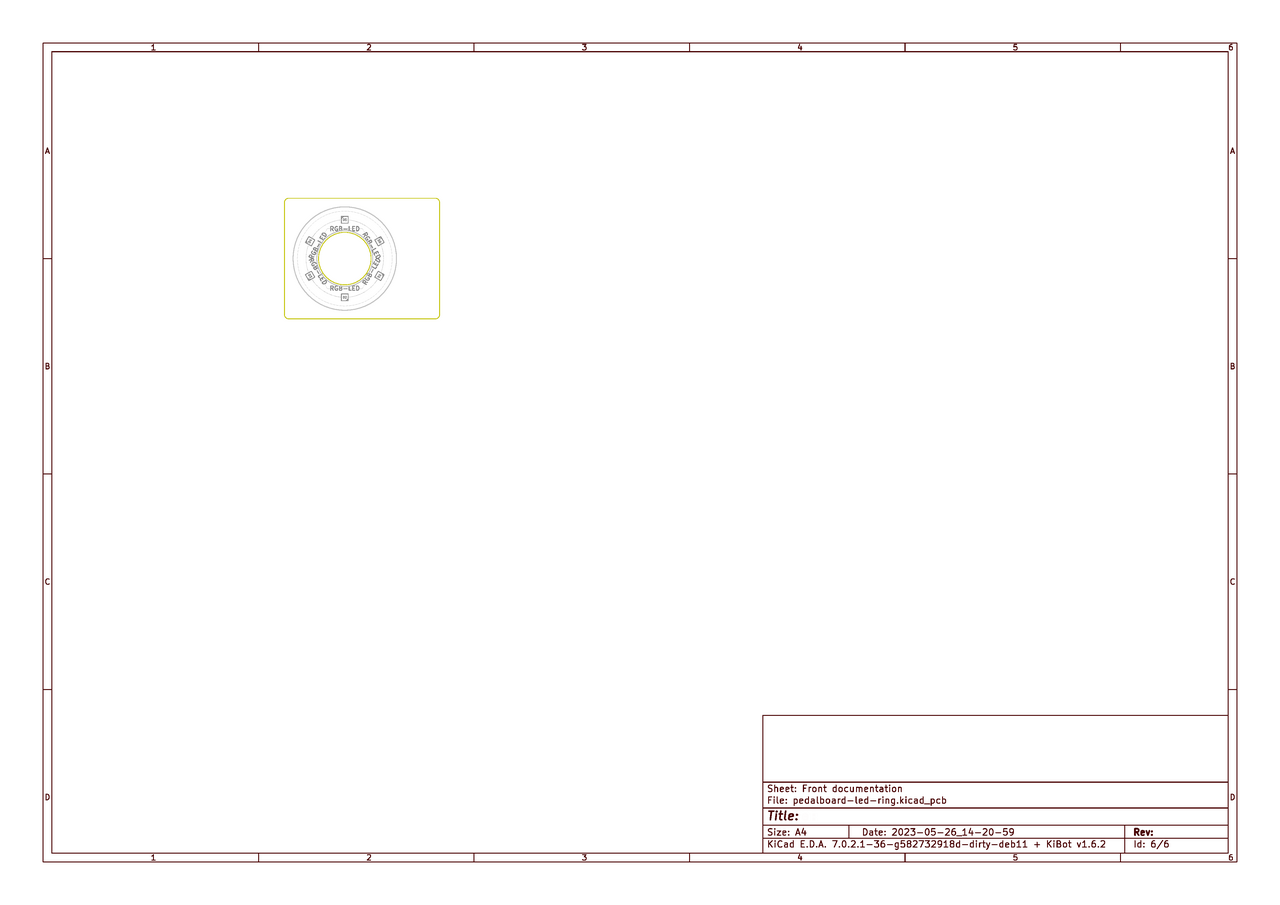 1 2 3 4 5 6
A A
RGB-LED
RGB-LED RGB-LED
RGB-LED RGB-LED
RGB-LED
B B
C C
D D
Sheet: Front documentation
File: pedalboard-led-ring.kicad_pcb
Title:
Size: A4 Date: 2023-05-26_14-20-59 Rev:
KiCad E.D.A. 7.0.2.1-36-g582732918d-dirty-deb11 + KiBot v1.6.2 Id: 6/6
1 2 3 4 5 6